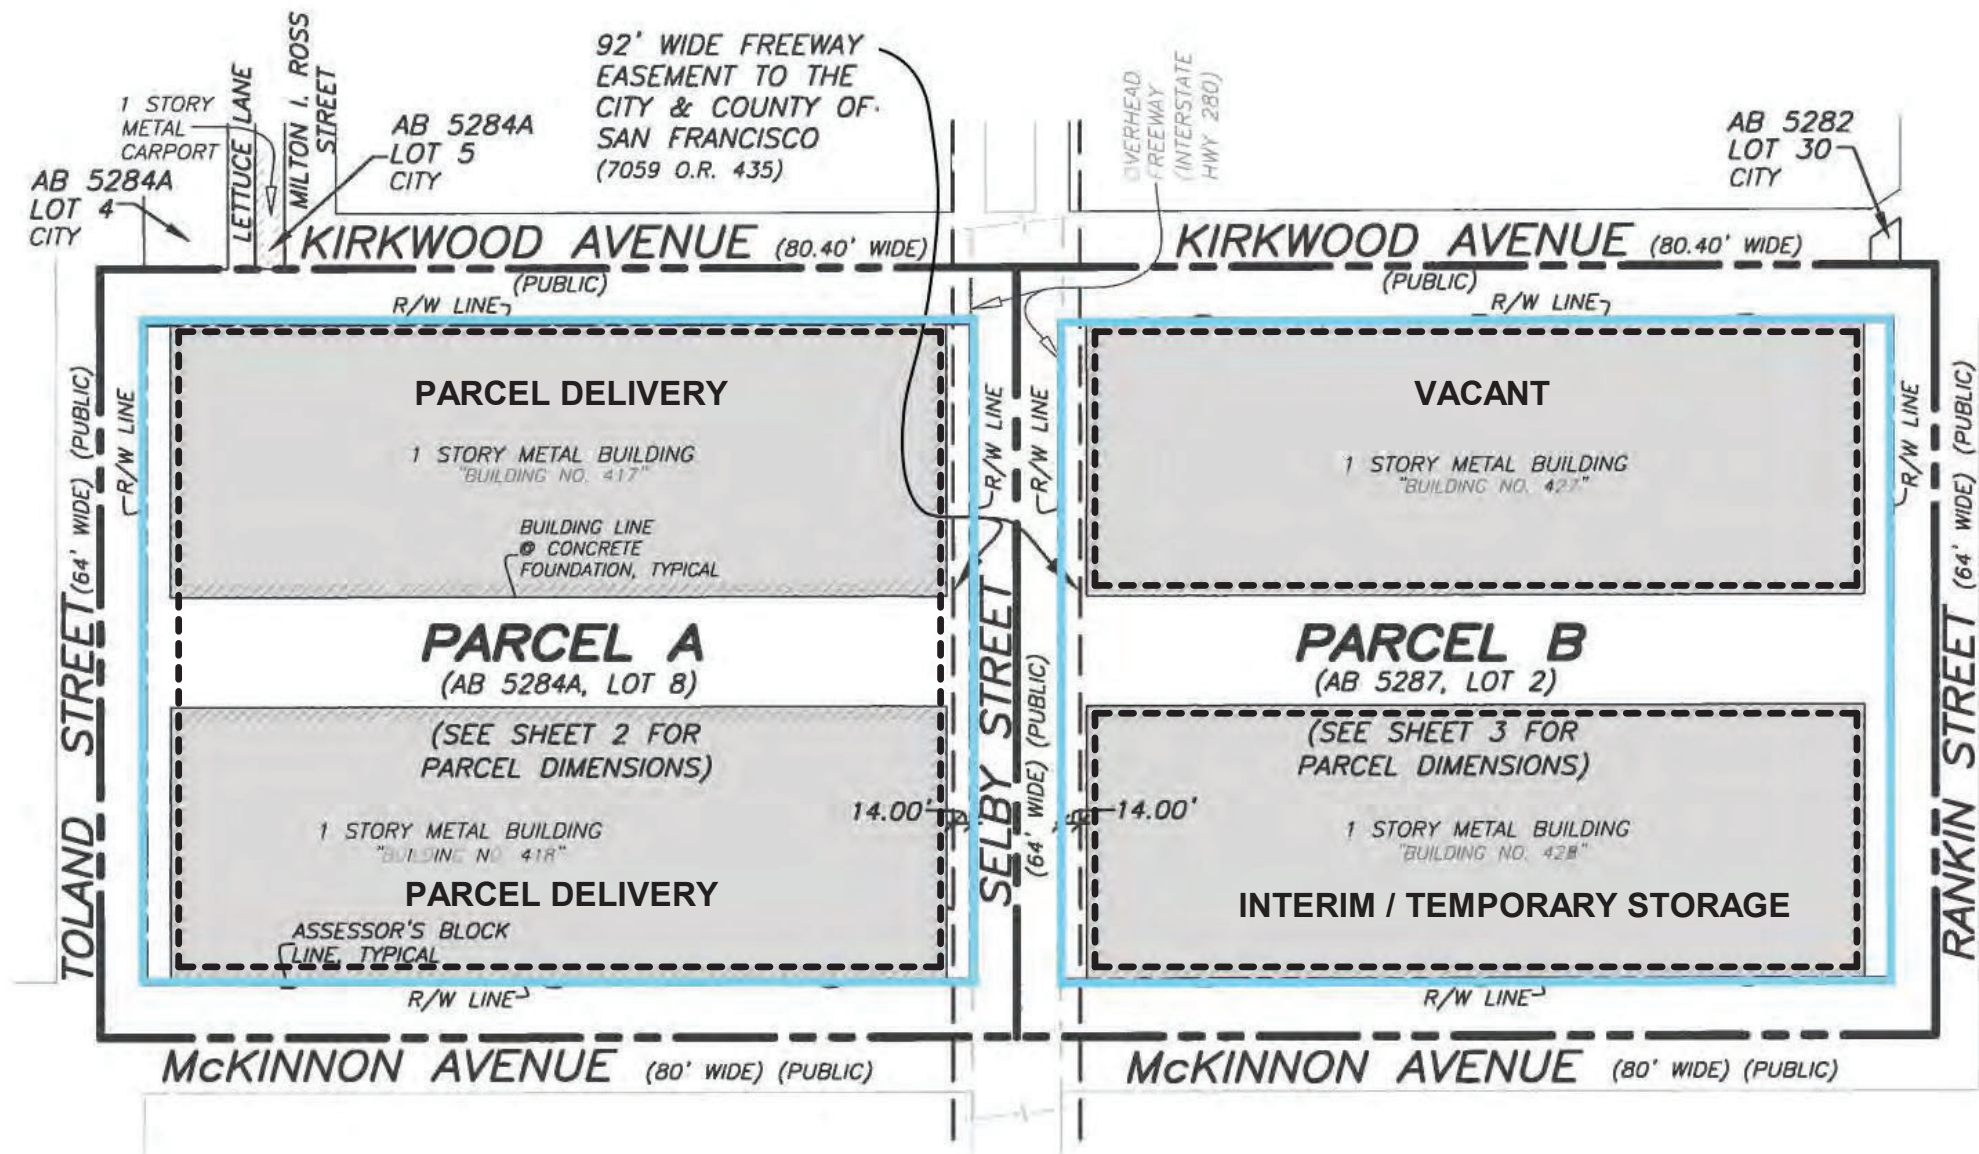 92' WIDE FREEWAY
EASEMENT TO THE
CITY & COUNTY OF
SAN FRANCISCO
(7059 O.R. 435)
LETTUCE LANE
MILTON I. ROSS
STREET
1 STORY
METAL
CARPORT
AB 5284A
LOT 5
CITY
AB 5284A
LOT 4
CITY
OVERHEAD
FREEWAY
(INTERSTATE
HWY 280)
AB 5282
LOT 30
CITY
KIRKWOOD AVENUE (80.40' WIDE)
(PUBLIC)
R/W LINE
KIRKWOOD AVENUE (80.40' WIDE)
(PUBLIC)
R/W LINE
TOLAND STREET (64' WIDE) (PUBLIC)
R/W LINE
PARCEL DELIVERY
1 STORY METAL BUILDING
"BUILDING NO. 417"
BUILDING LINE
@ CONCRETE
FOUNDATION, TYPICAL
PARCEL A
(AB 5284A, LOT 8)
(SEE SHEET 2 FOR
PARCEL DIMENSIONS)
1 STORY METAL BUILDING
"BUILDING NO 418"
PARCEL DELIVERY
ASSESSOR'S BLOCK
LINE, TYPICAL
R/W LINE
14.00'
R/W LINE
SELBY STREET
(64' WIDE) (PUBLIC)
R/W LINE
14.00'
VACANT
1 STORY METAL BUILDING
"BUILDING NO. 427"
PARCEL B
(AB 5287, LOT 2)
(SEE SHEET 3 FOR
PARCEL DIMENSIONS)
1 STORY METAL BUILDING
"BUILDING NO. 428"
INTERIM / TEMPORARY STORAGE
R/W LINE
R/W LINE
RANKIN STREET (64' WIDE) (PUBLIC)
McKINNON AVENUE (80' WIDE) (PUBLIC)
McKINNON AVENUE (80' WIDE) (PUBLIC)